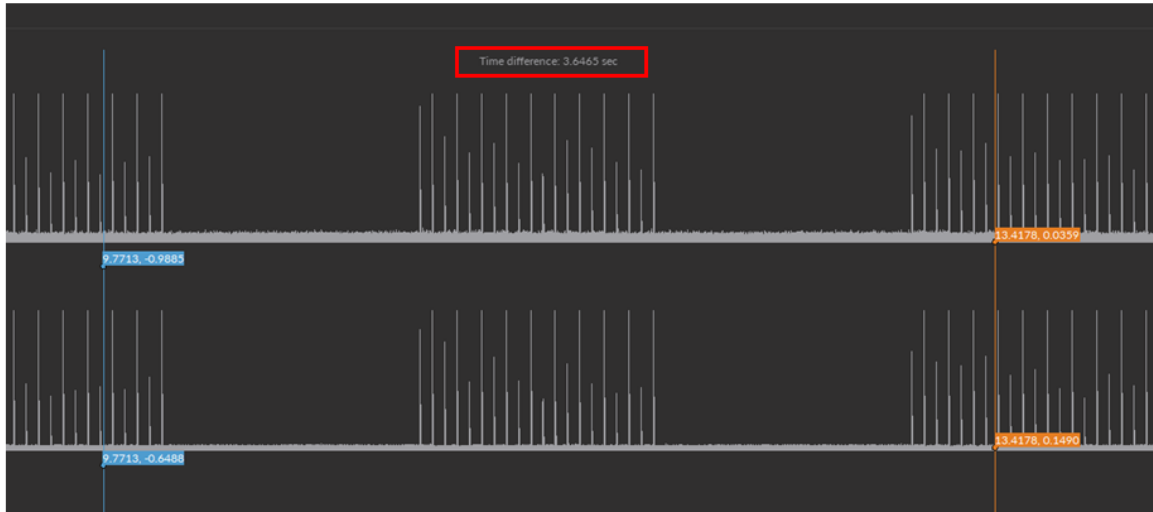 Time difference: 3.6465 sec
13.4178, 0.0359
9.7713, -0.9885
13.4178, 0.1490
9.7713, -0.6488